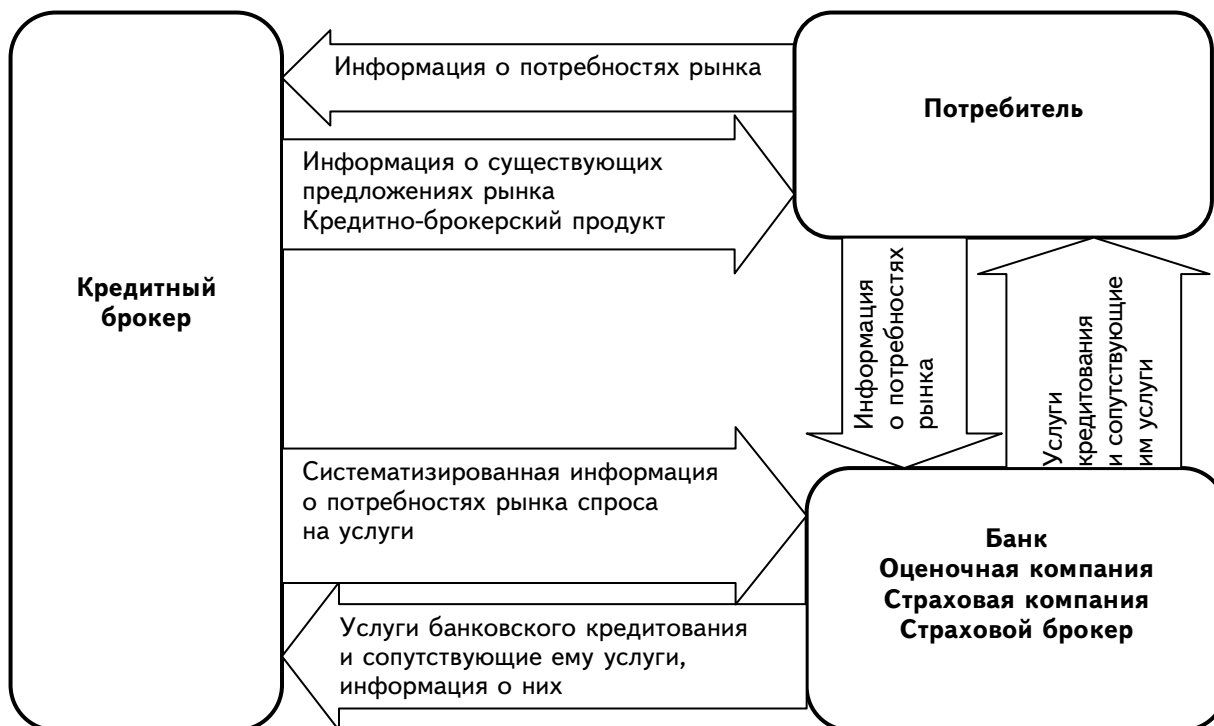 Информация о потребностях рынка
Потребитель
Информация о существующих
предложениях рынка
Кредитно-брокерский продукт
Кредитный
брокер
Информация
о потребностях
рынка
Услуги
кредитования
и сопутствующие
им услуги
Систематизированная информация
о потребностях рынка спроса
на услуги
Банк
Оценочная компания
Страховая компания
Страховой брокер
Услуги банковского кредитования
и сопутствующие ему услуги,
информация о них